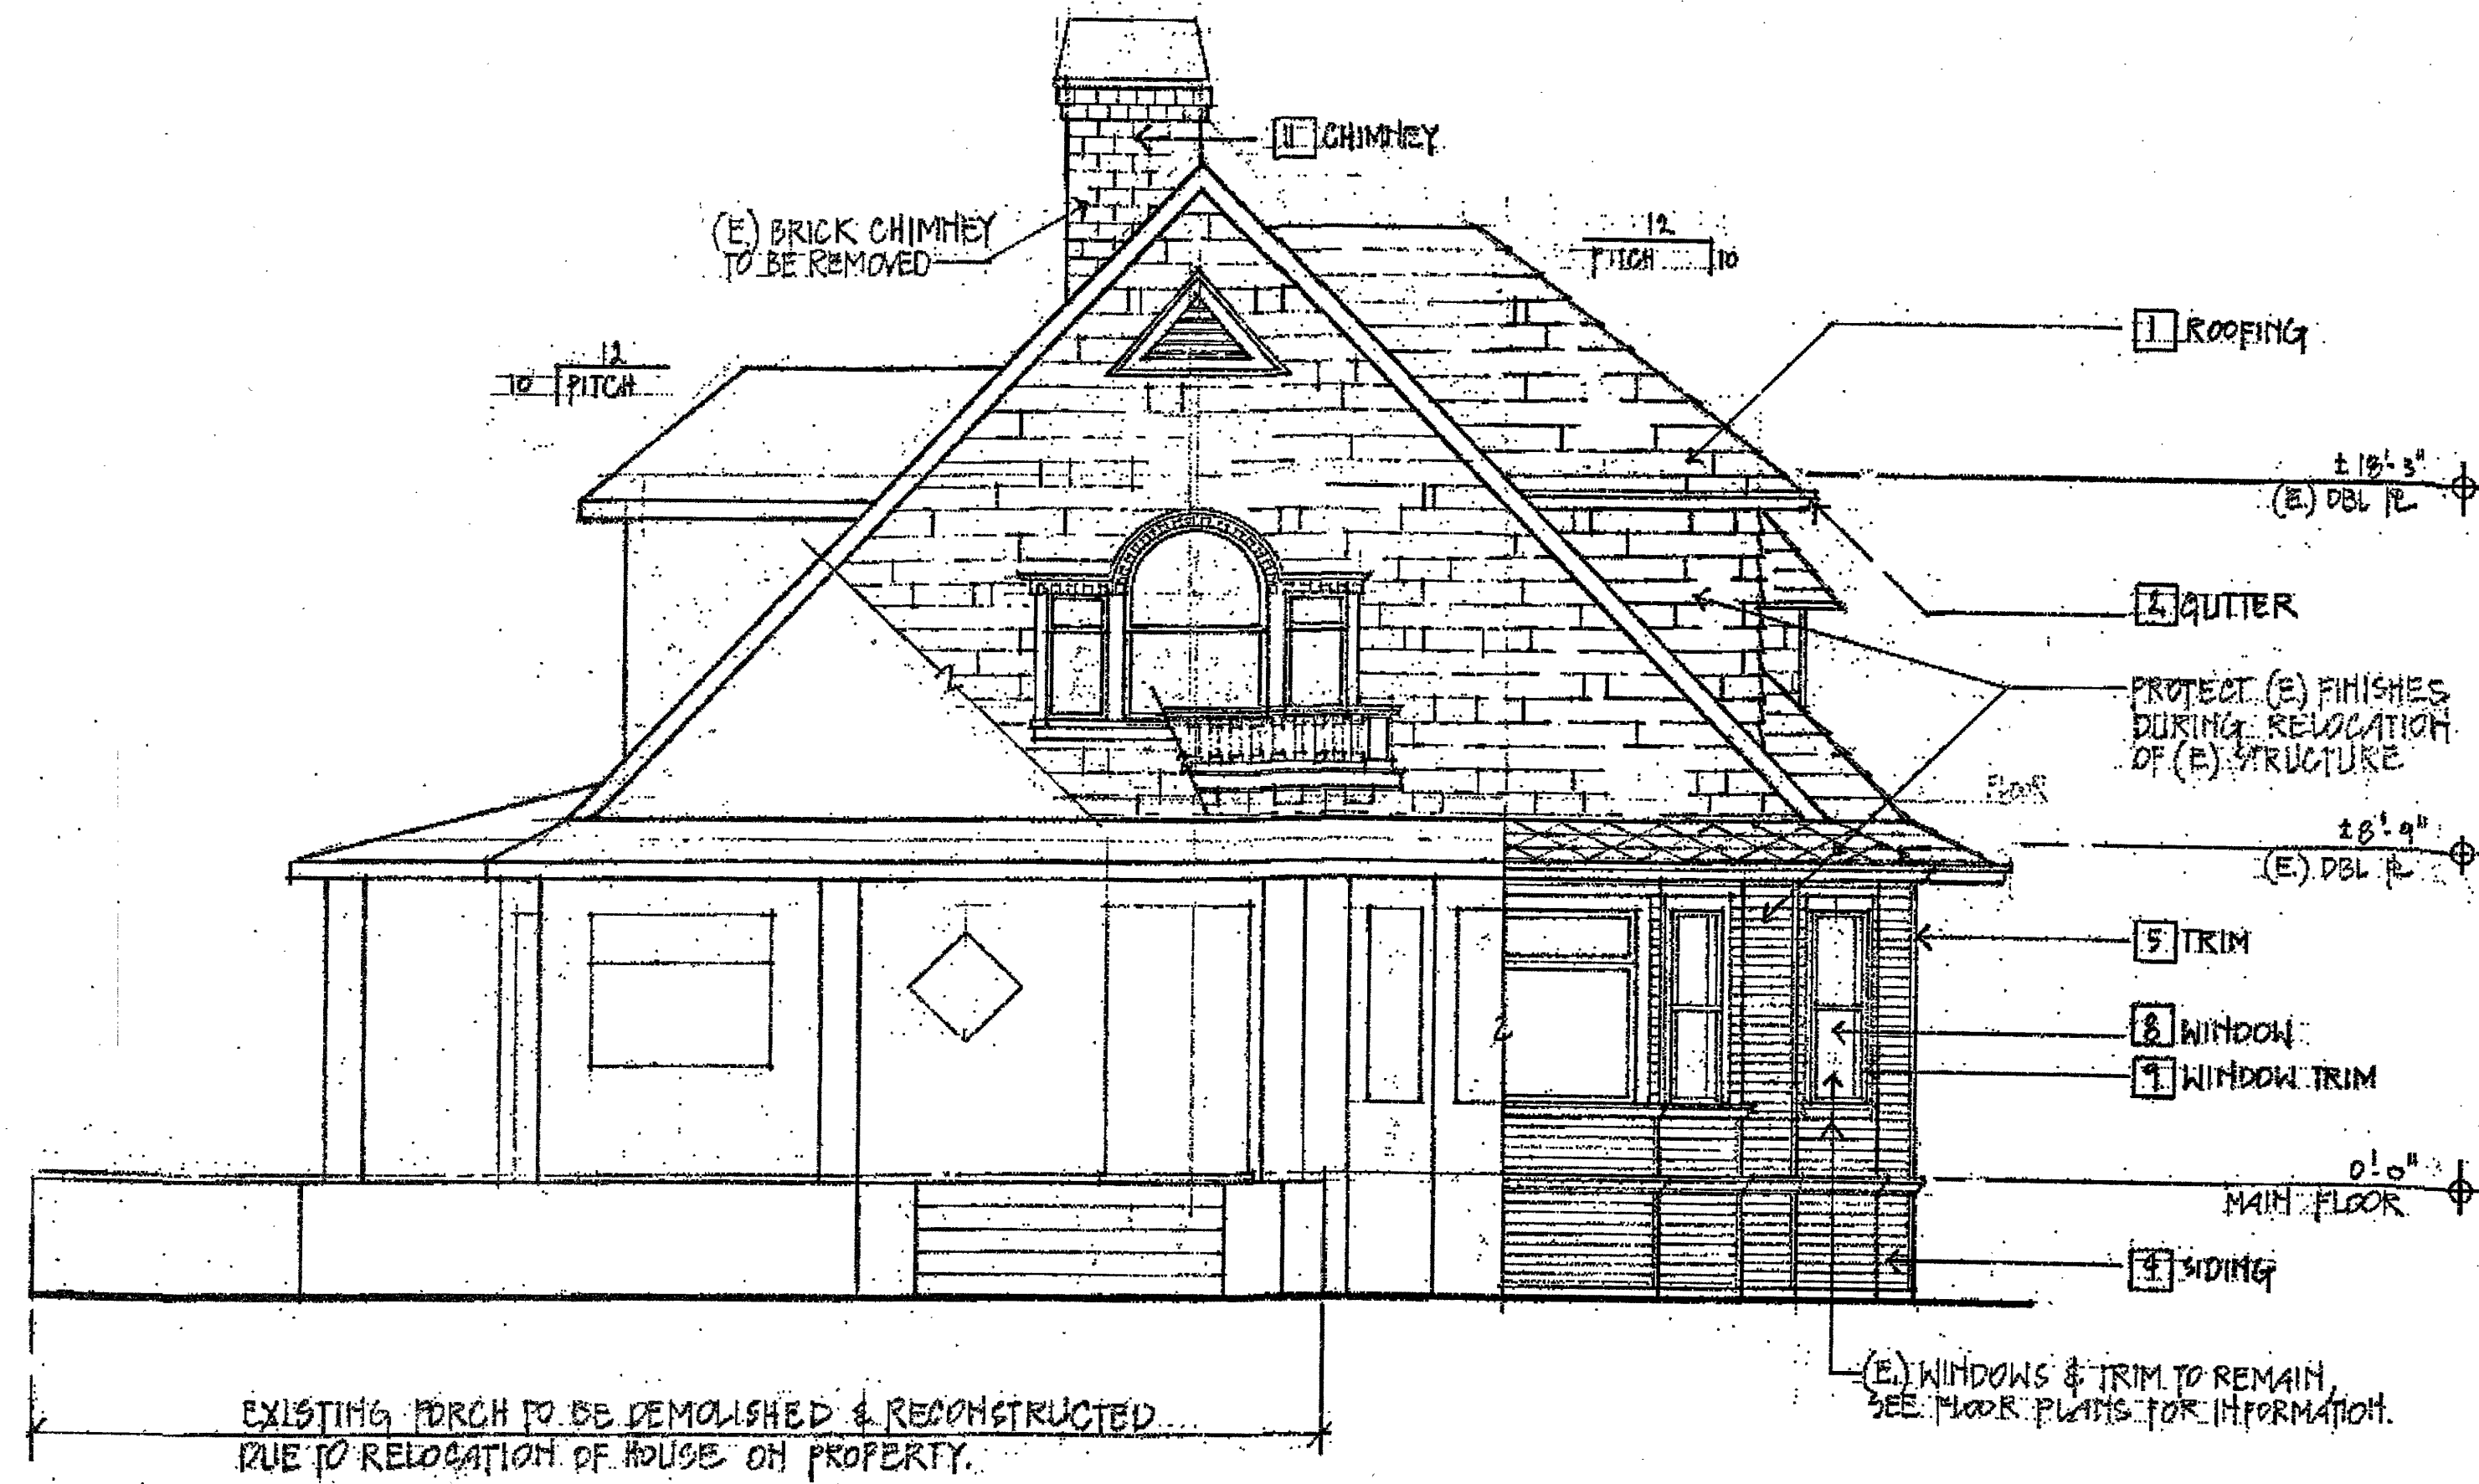 11 CHIMNEY
(E.) BRICK CHIMNEY
TO BE REMOVED
12
PITCH 10
12
10 PITCH
1 ROOFING
± 18'-3"
(E.) DBL PL
2 GUTTER
PROTECT (E) FINISHES
DURING RELOCATION
OF (E) STRUCTURE
FLOOR
± 8'-9"
(E.) DBL PL
5 TRIM
8 WINDOW
9 WINDOW TRIM
0'-0"
MAIN FLOOR
4 SIDING
(E.) WINDOWS & TRIM TO REMAIN,
SEE FLOOR PLANS FOR INFORMATION.
EXISTING PORCH TO BE DEMOLISHED & RECONSTRUCTED
DUE TO RELOCATION OF HOUSE ON PROPERTY.